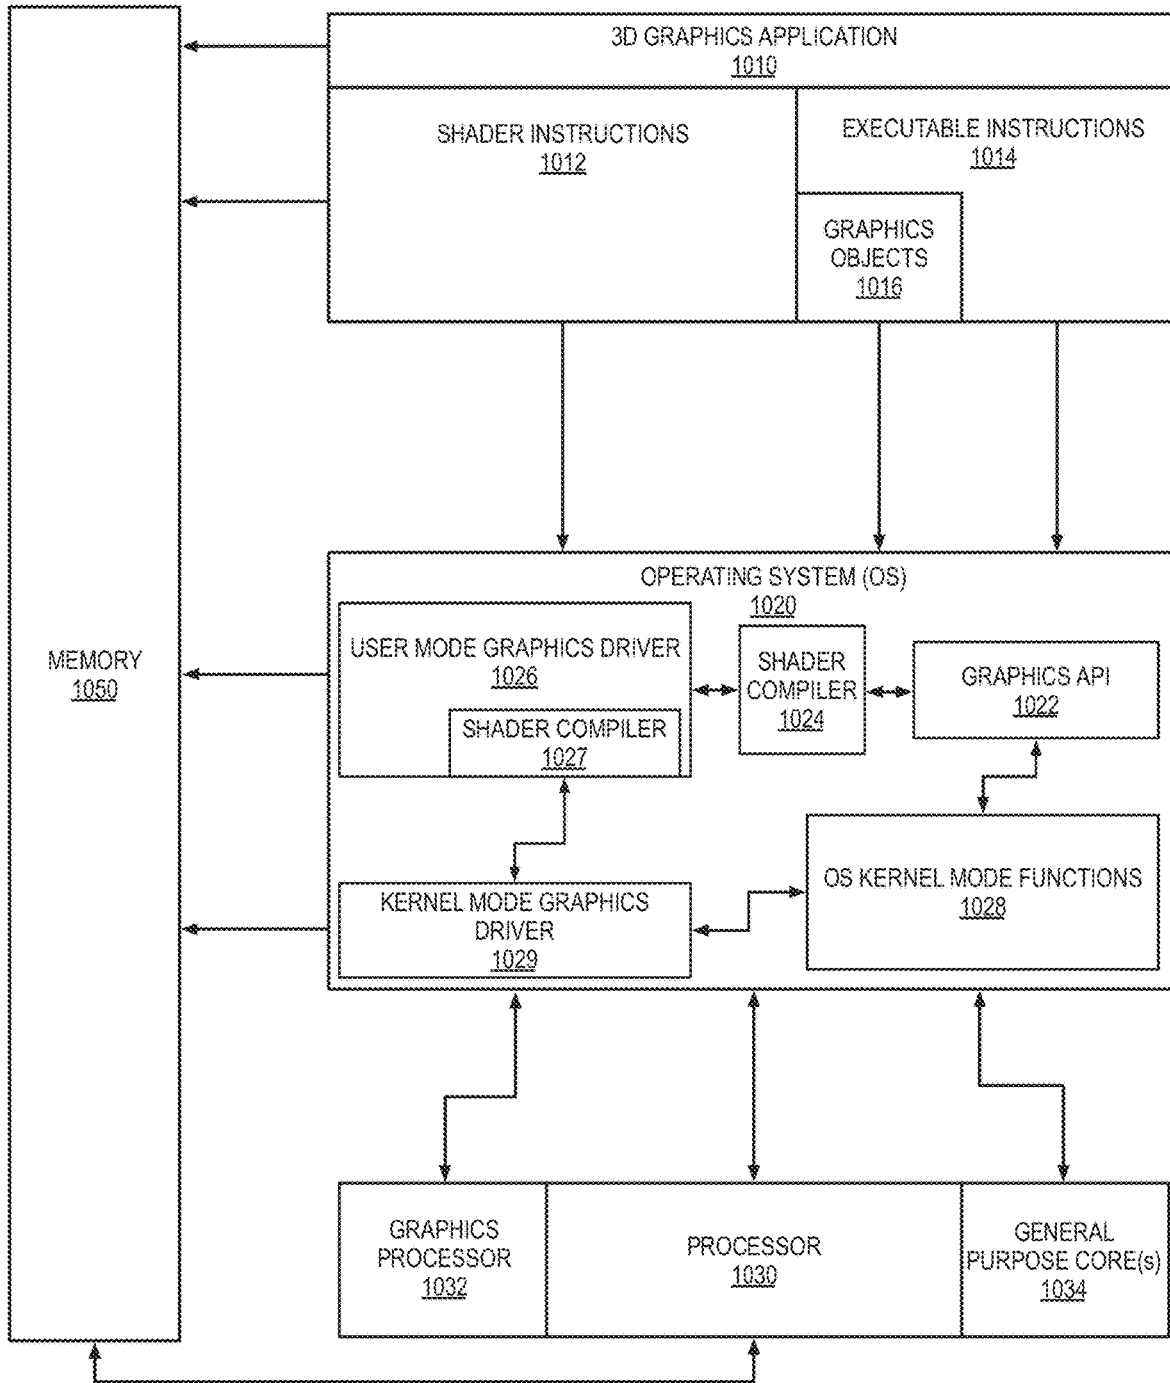 3D GRAPHICS APPLICATION
1010
SHADER INSTRUCTIONS
1012
EXECUTABLE INSTRUCTIONS
1014
GRAPHICS
OBJECTS
1016
MEMORY
1050
OPERATING SYSTEM (OS)
1020
USER MODE GRAPHICS DRIVER
1026
SHADER COMPILER
1027
SHADER
COMPILER
1024
GRAPHICS API
1022
KERNEL MODE GRAPHICS
DRIVER
1029
OS KERNEL MODE FUNCTIONS
1028
GRAPHICS
PROCESSOR
1032
PROCESSOR
1030
GENERAL
PURPOSE CORE(s)
1034